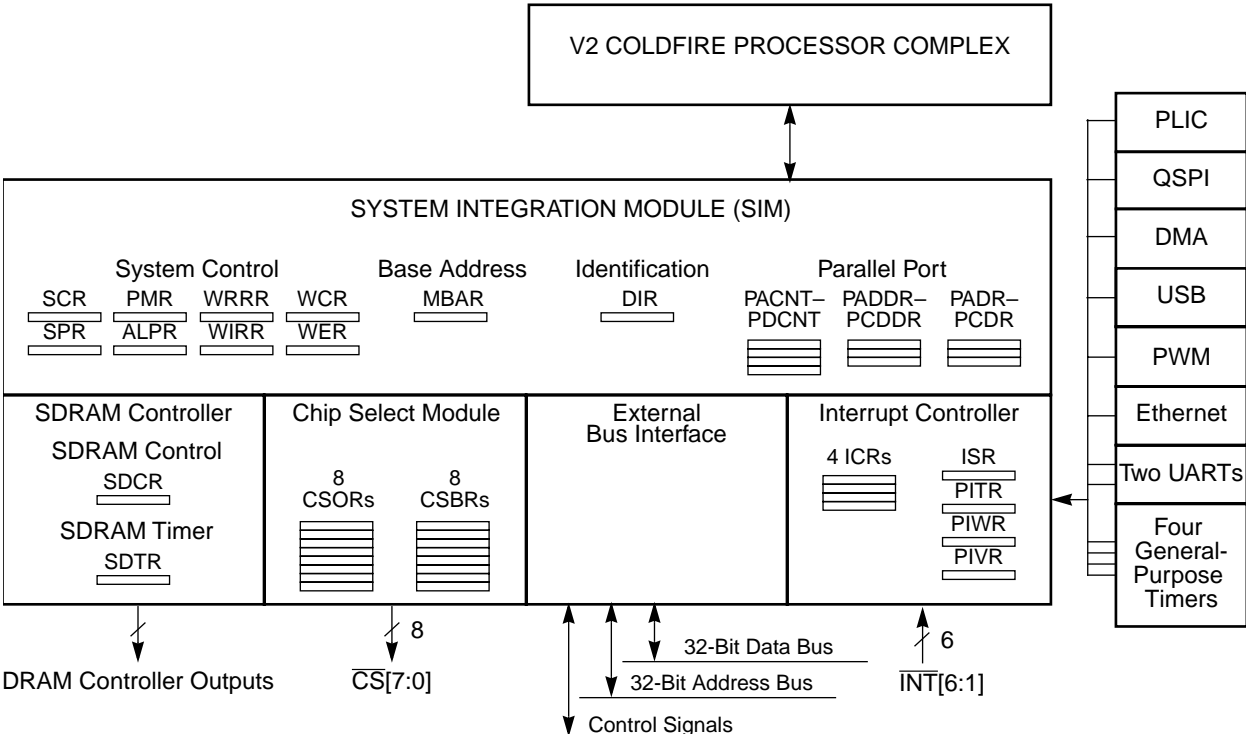 V2 COLDFIRE PROCESSOR COMPLEX
SYSTEM INTEGRATION MODULE (SIM)
System Control
SCR PMR WRRR WCR
SPR ALPR WIRR WER
Base Address
MBAR
Identification
DIR
Parallel Port
PACNT–
PDCNT
PADDR–
PCDDR
PADR–
PCDR
SDRAM Controller
SDRAM Control
SDCR
SDRAM Timer
SDTR
Chip Select Module
8
CSORs
8
CSBRs
External
Bus Interface
Interrupt Controller
4 ICRs
ISR
PITR
PIWR
PIVR
PLIC
QSPI
DMA
USB
PWM
Ethernet
Two UARTs
Four
General-
Purpose
Timers
DRAM Controller Outputs
8
CS[7:0]
32-Bit Data Bus
32-Bit Address Bus
Control Signals
6
INT[6:1]